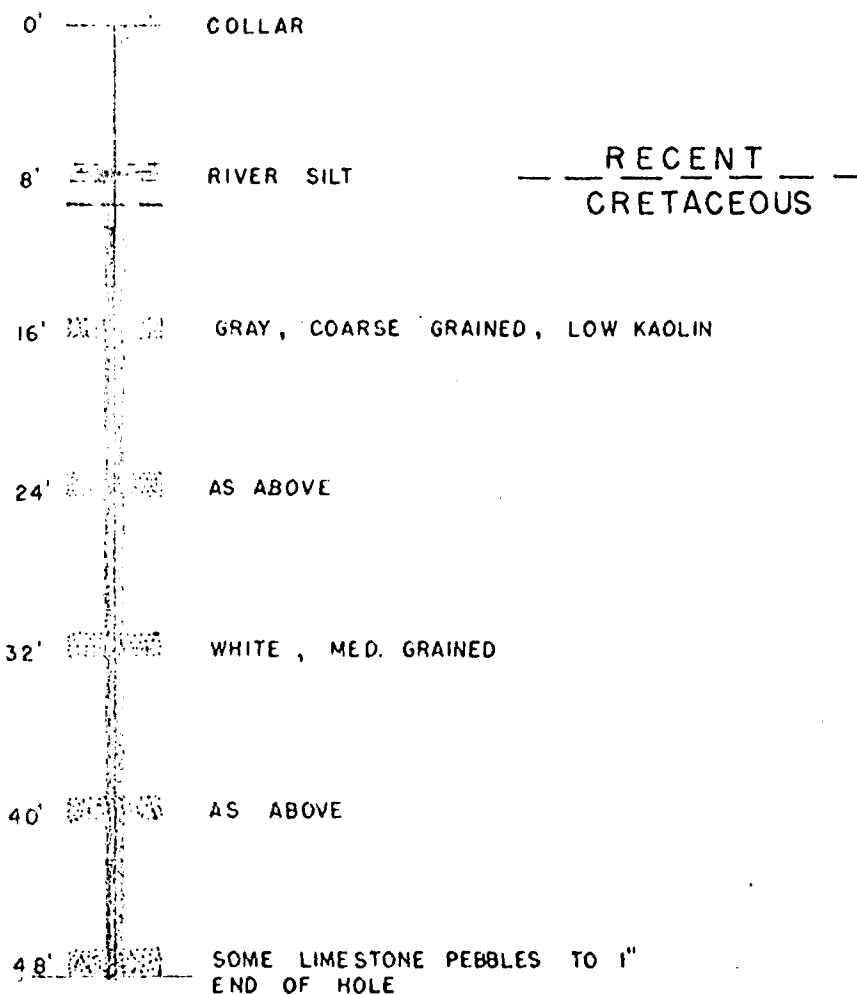 0' COLLAR
8' RIVER SILT
RECENT
CRETACEOUS
16' GRAY, COARSE GRAINED, LOW KAOLIN
24' AS ABOVE
32' WHITE, MED. GRAINED
40' AS ABOVE
48' SOME LIMESTONE PEBBLES TO 1"
END OF HOLE